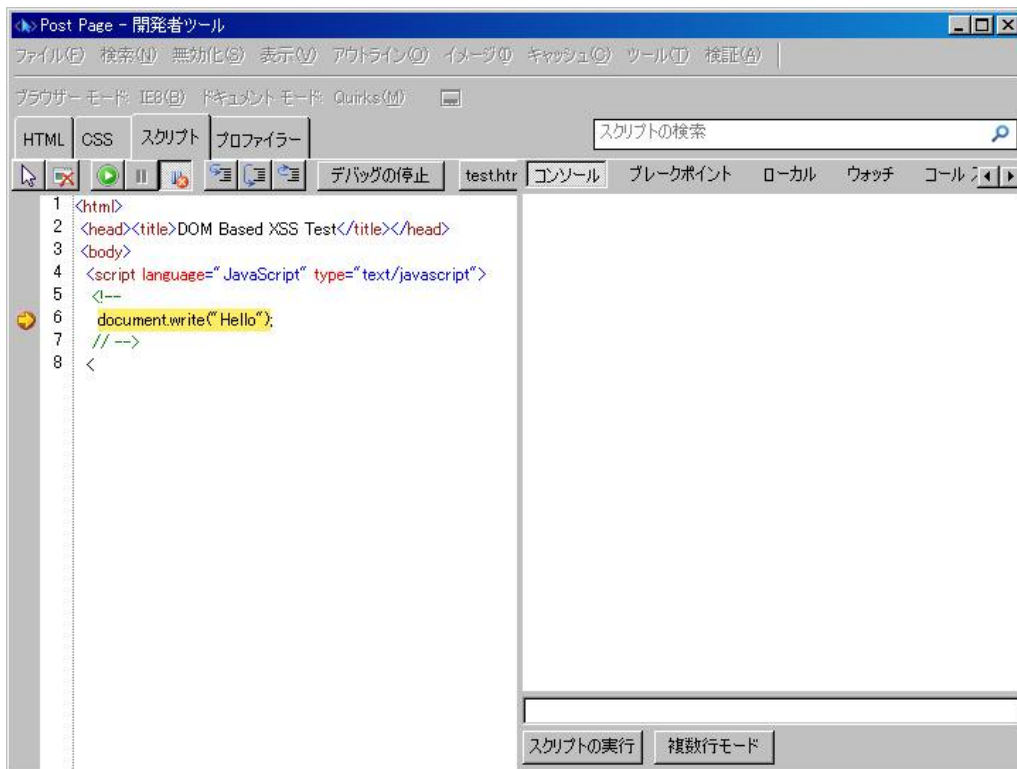 Post Page - 開発者ツール
ファイル(F) 検索(N) 無効化(S) 表示(V) アウトライン(O) イメージ(I) キャッシュ(C) ツール(T) 検証(A)
ブラウザー モード: IE8(B) ドキュメント モード: Quirks(M)
HTML CSS スクリプト プロファイラー スクリプトの検索
デバッグの停止 test.htr コンソール ブレークポイント ローカル ウォッチ コール
1 <html>
2 <head><title>DOM Based XSS Test</title></head>
3 <body>
4 <script language="JavaScript" type="text/javascript">
5 <!--
6 document.write("Hello");
7 // -->
8 <
スクリプトの実行 複数行モード